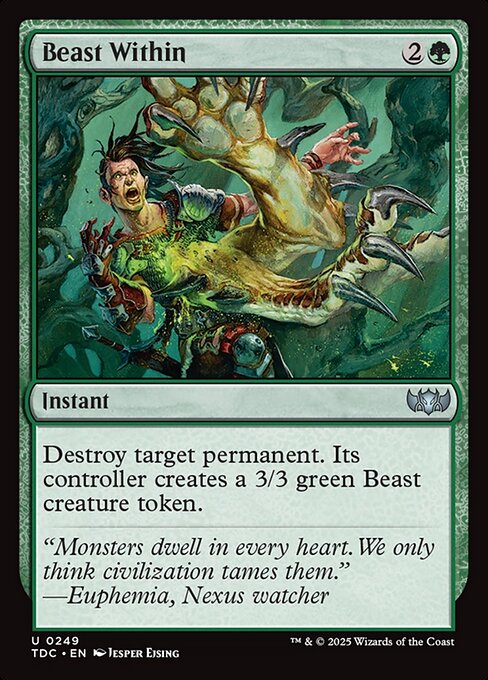 Beast Within 2
Instant
Destroy target permanent. Its
controller creates a 3/3 green Beast
creature token.
“Monsters dwell in every heart. We only
think civilization tames them.”
—Euphemia, Nexus watcher
U 0249
TDC • EN Jesper Eising
™ & © 2025 Wizards of the Coast